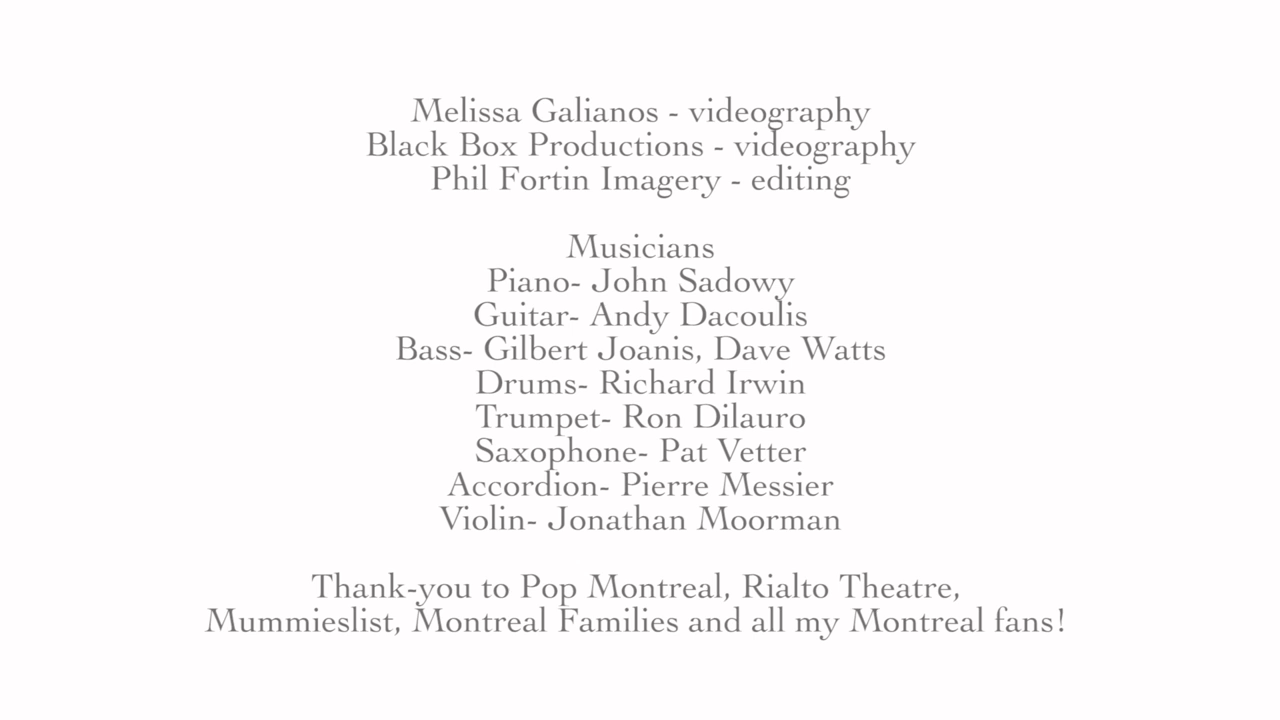 Melissa Galianos - videography
Black Box Productions - videography
Phil Fortin Imagery - editing
Musicians
Piano- John Sadowy
Guitar- Andy Dacoulis
Bass- Gilbert Joanis, Dave Watts
Drums- Richard Irwin
Trumpet- Ron Dilauro
Saxophone- Pat Vetter
Accordion- Pierre Messier
Violin- Jonathan Moorman
Thank-you to Pop Montreal, Rialto Theatre,
Mummieslist, Montreal Families and all my Montreal fans!